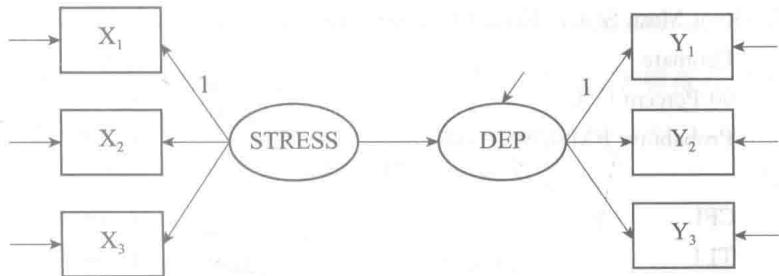 X₁
Y₁
1
1
X₂
STRESS
DEP
Y₂
X₃
Y₃